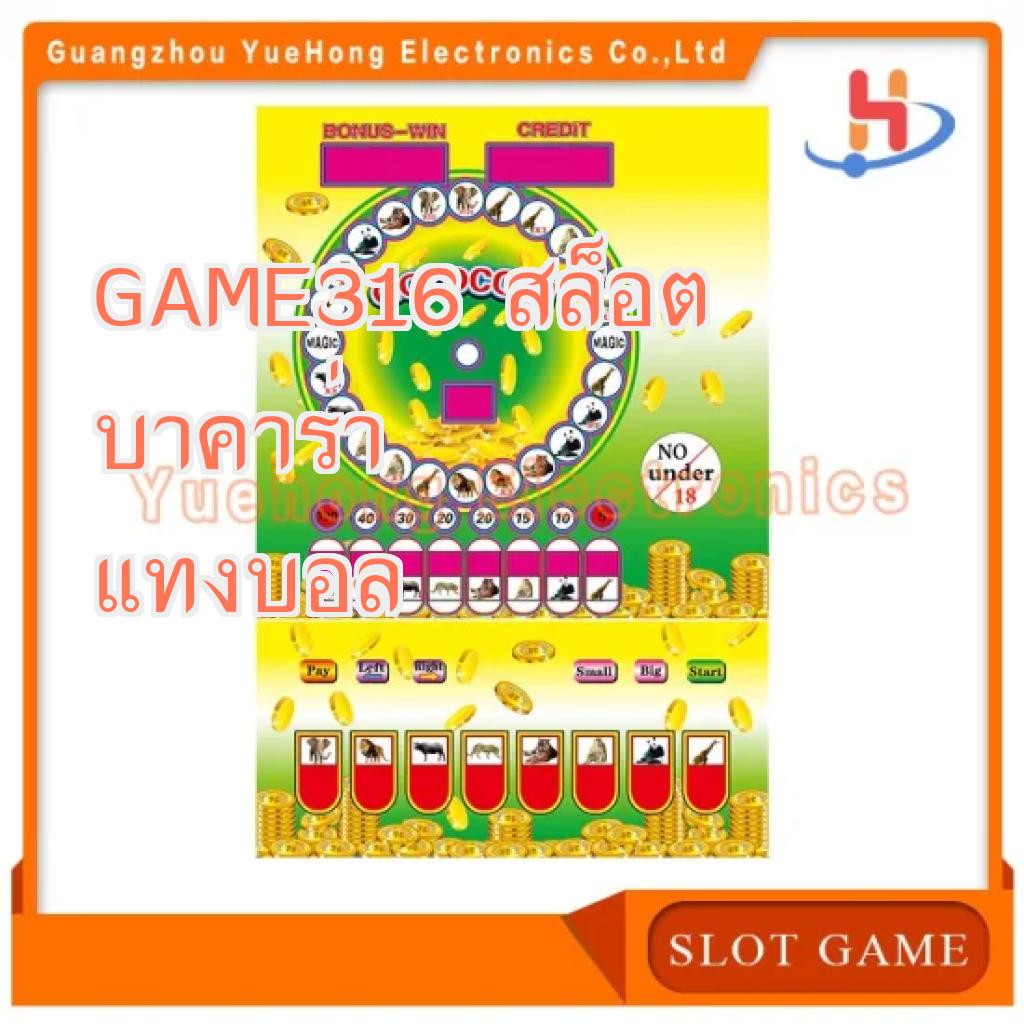 Guangzhou YueHong Electronics Co.,Ltd
BONUS-WIN CREDIT
GAME316 สล็อต
MAGIC MAGIC
บาคาร่า
NO
under
18
Yuehong Electronics
40 30 20 20 15 10 5
แทงบอล
Pay Left Right Small Big Start
SLOT GAME